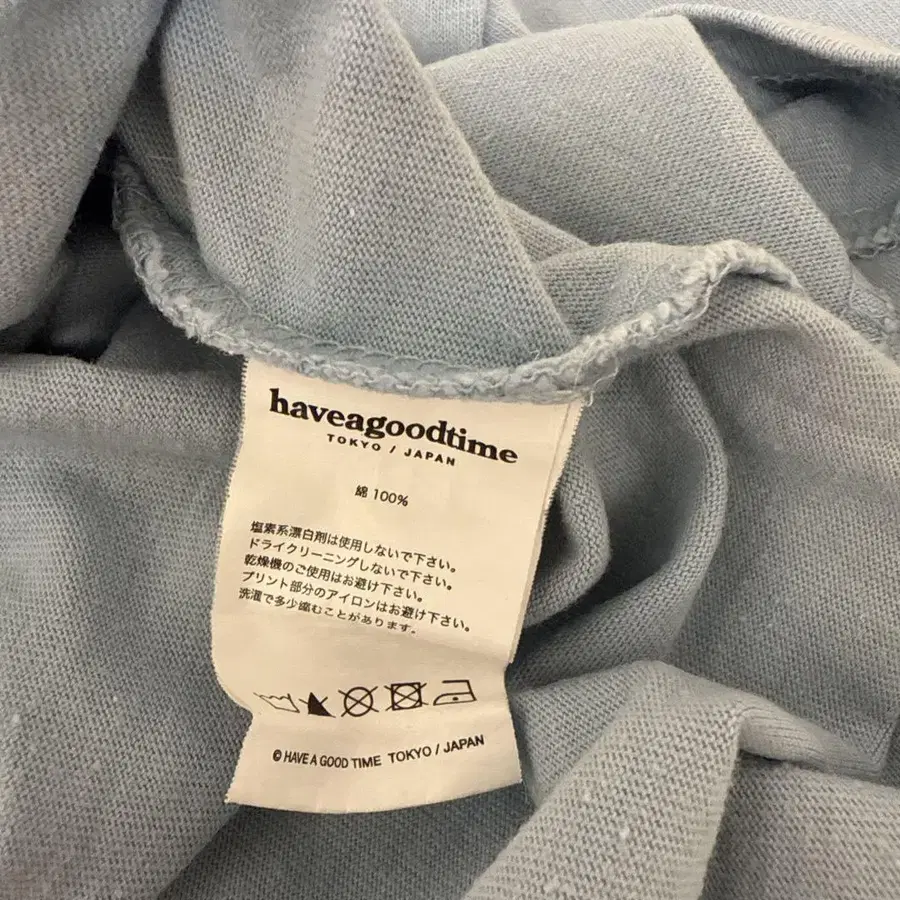 haveagoodtime
TOKYO / JAPAN
綿 100%
塩素系漂白剤は使用しないで下さい。
ドライクリーニングしないで下さい。
乾燥機のご使用はお避け下さい。
プリント部分のアイロンはお避け下さい。
洗濯で多少縮むことがあります。
© HAVE A GOOD TIME TOKYO / JAPAN